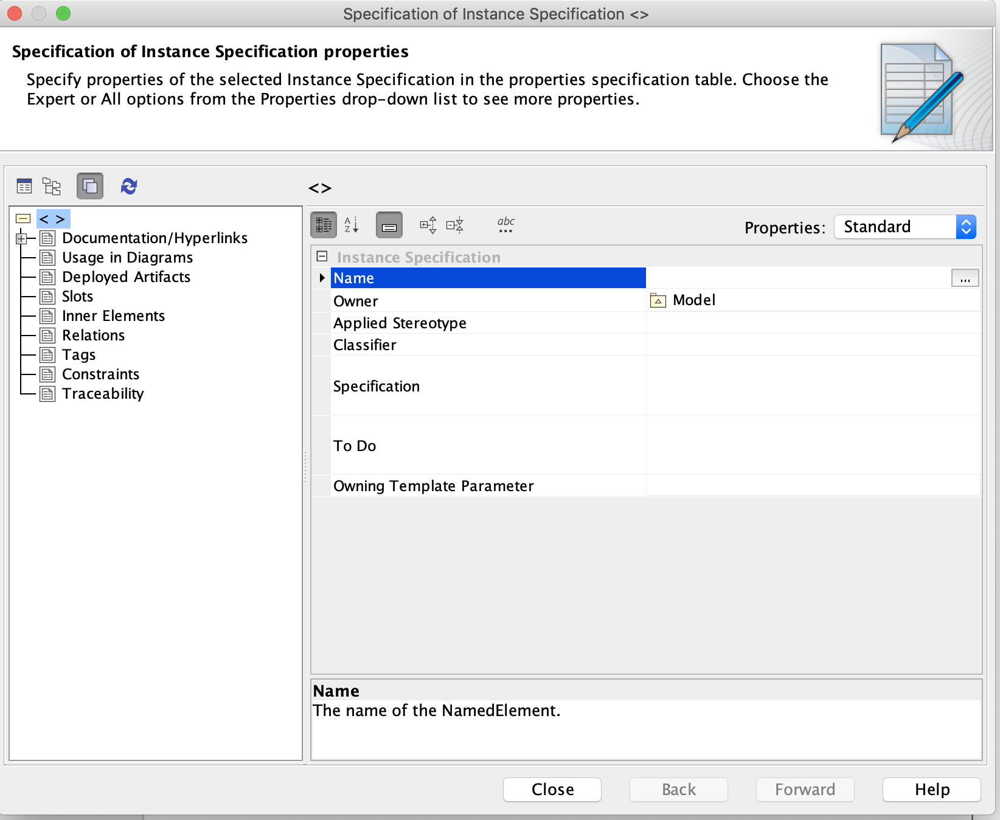 Specification of Instance Specification <>
Specification of Instance Specification properties
Specify properties of the selected Instance Specification in the properties specification table. Choose the
Expert or All options from the Properties drop-down list to see more properties.
<>
< >
Documentation/Hyperlinks
Usage in Diagrams
Deployed Artifacts
Slots
Inner Elements
Relations
Tags
Constraints
Traceability
A
Z
abc
Properties: Standard
Instance Specification
Name ...
Owner Model
Applied Stereotype
Classifier
Specification
To Do
Owning Template Parameter
Name
The name of the NamedElement.
Close Back Forward Help